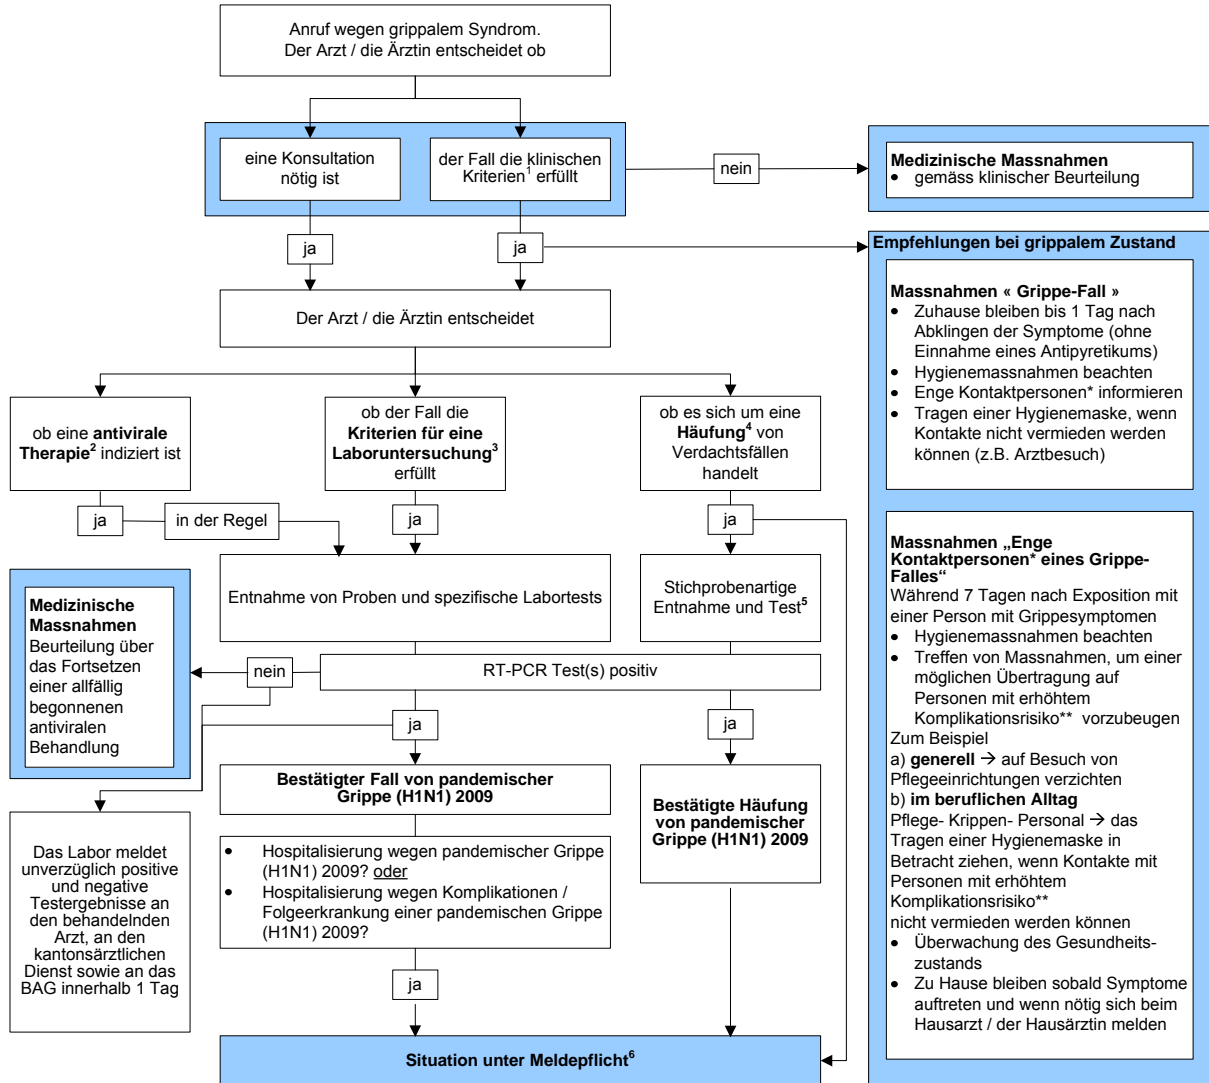 Anruf wegen grippalem Syndrom.
Der Arzt / die Ärztin entscheidet ob
eine Konsultation
nötig ist
der Fall die klinischen
Kriterien¹ erfüllt
nein
Medizinische Massnahmen
• gemäss klinischer Beurteilung
ja
ja
Der Arzt / die Ärztin entscheidet
ob eine antivirale
Therapie² indiziert ist
ob der Fall die
Kriterien für eine
Laboruntersuchung³
erfüllt
ob es sich um eine
Häufung⁴ von
Verdachtsfällen
handelt
ja
in der Regel
ja
ja
Entnahme von Proben und spezifische Labortests
Stichprobenartige
Entnahme und Test⁵
Medizinische
Massnahmen
Beurteilung über
das Fortsetzen
einer allfällig
begonnenen
antiviralen
Behandlung
nein
RT-PCR Test(s) positiv
ja
ja
Bestätigter Fall von pandemischer
Grippe (H1N1) 2009
Bestätigte Häufung
von pandemischer
Grippe (H1N1) 2009
Das Labor meldet
unverzüglich positive
und negative
Testergebnisse an
den behandelnden
Arzt, an den
kantonsärztlichen
Dienst sowie an das
BAG innerhalb 1 Tag
• Hospitalisierung wegen pandemischer Grippe
(H1N1) 2009? oder
• Hospitalisierung wegen Komplikationen /
Folgeerkrankung einer pandemischen Grippe
(H1N1) 2009?
ja
Situation unter Meldepflicht⁶
Empfehlungen bei grippalem Zustand
Massnahmen « Grippe-Fall »
• Zuhause bleiben bis 1 Tag nach
Abklingen der Symptome (ohne
Einnahme eines Antipyretikums)
• Hygienemassnahmen beachten
• Enge Kontaktpersonen* informieren
• Tragen einer Hygienemaske, wenn
Kontakte nicht vermieden werden
können (z.B. Arztbesuch)
Massnahmen „Enge
Kontaktpersonen* eines Grippe-
Falles“
Während 7 Tagen nach Exposition mit
einer Person mit Grippesymptomen
• Hygienemassnahmen beachten
• Treffen von Massnahmen, um einer
möglichen Übertragung auf
Personen mit erhöhtem
Komplikationsrisiko** vorzubeugen
Zum Beispiel
a) generell → auf Besuch von
Pflegeeinrichtungen verzichten
b) im beruflichen Alltag
Pflege- Krippen- Personal → das
Tragen einer Hygienemaske in
Betracht ziehen, wenn Kontakte mit
Personen mit erhöhtem
Komplikationsrisiko**
nicht vermieden werden können
• Überwachung des Gesundheits-
zustands
• Zu Hause bleiben sobald Symptome
auftreten und wenn nötig sich beim
Hausarzt / der Hausärztin melden